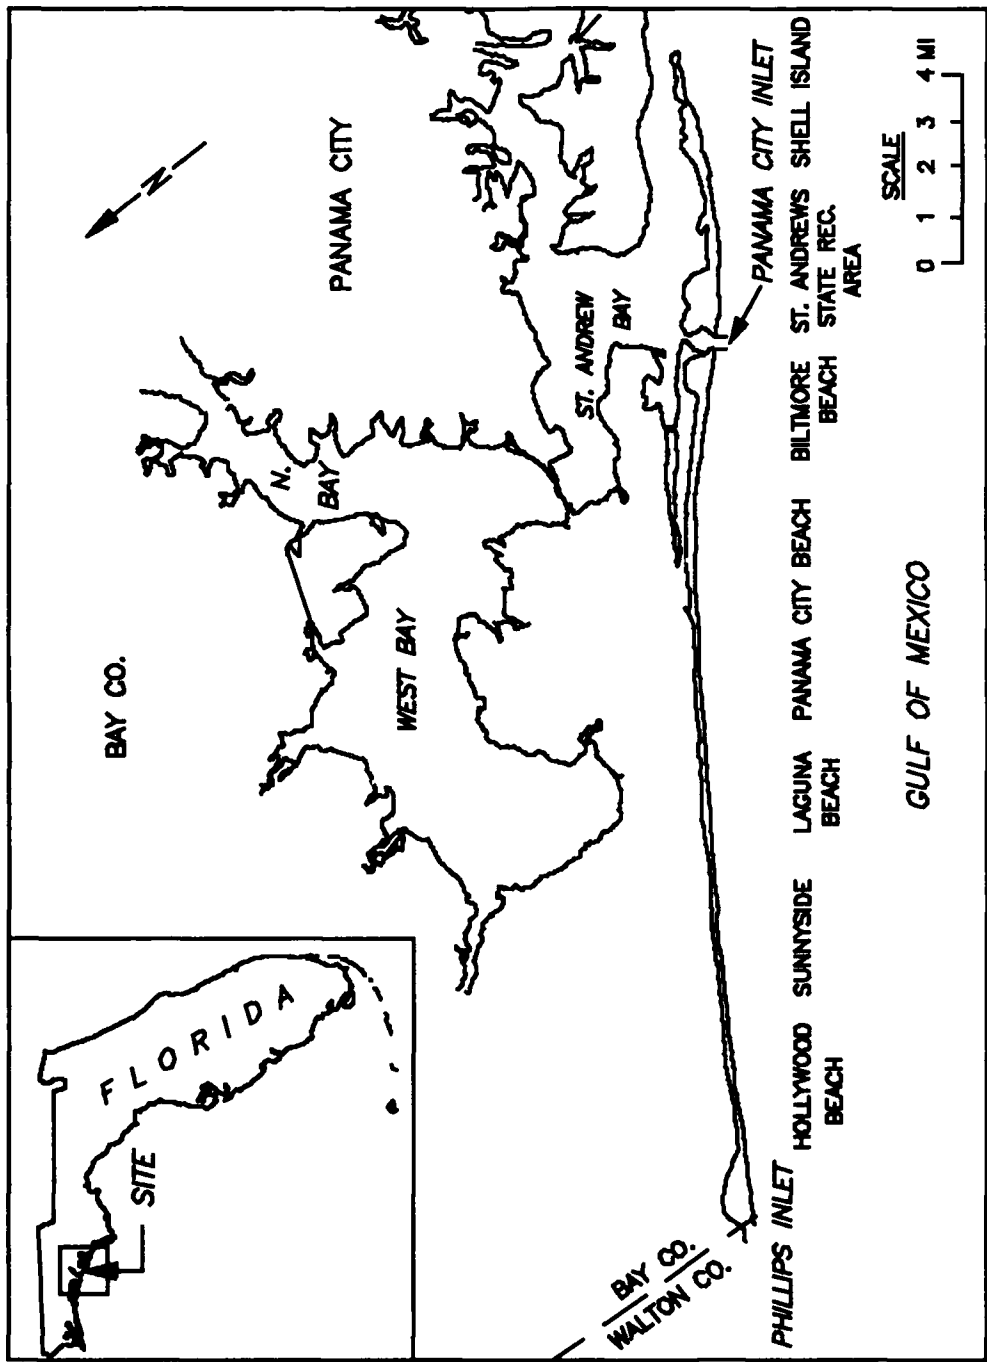 FLORIDA
SITE
BAY CO.
N
PANAMA CITY
N.
BAY
WEST BAY
ST. ANDREW
BAY
BAY CO.
WALTON CO.
PHILLIPS INLET
PANAMA CITY INLET
HOLLYWOOD
BEACH
SUNNYSIDE
LAGUNA
BEACH
PANAMA CITY BEACH
BILTMORE
BEACH
ST. ANDREWS
STATE REC.
AREA
SHELL ISLAND
GULF OF MEXICO
SCALE
0 1 2 3 4 MI